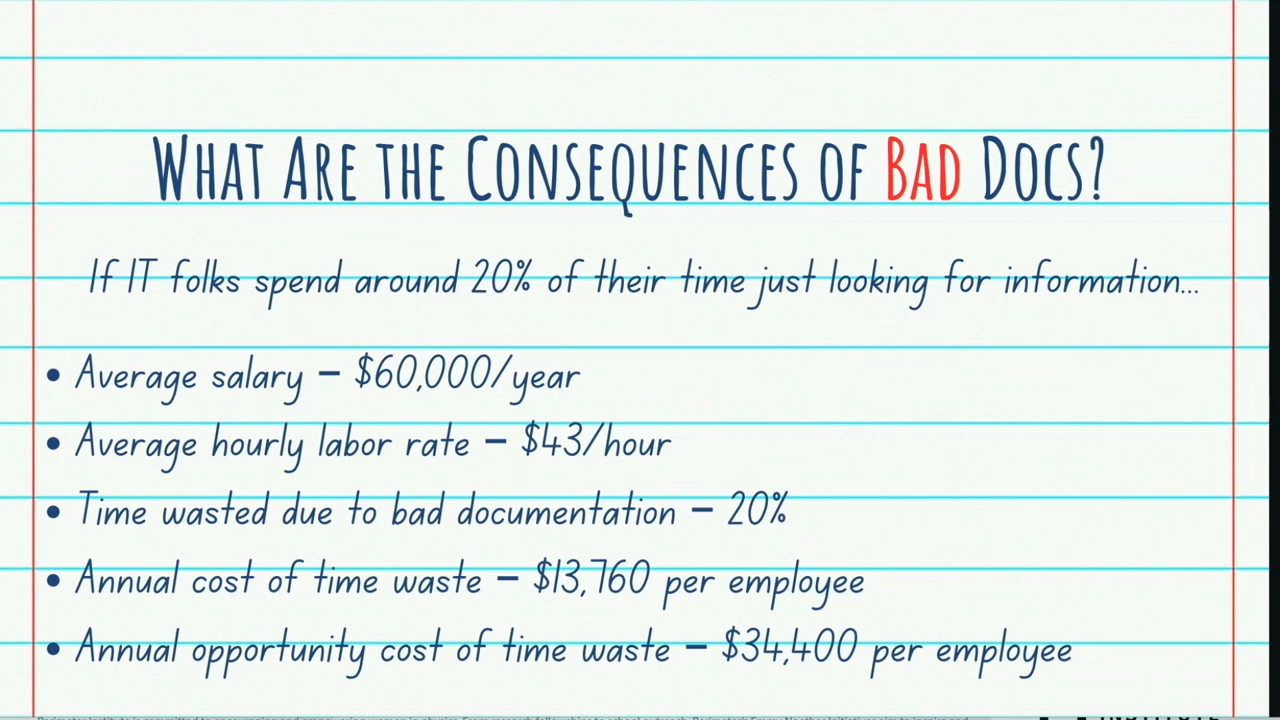 What Are the Consequences of Bad Docs?
If IT folks spend around 20% of their time just looking for information...
• Average salary – $60,000/year
• Average hourly labor rate – $43/hour
• Time wasted due to bad documentation – 20%
• Annual cost of time waste – $13,760 per employee
• Annual opportunity cost of time waste – $34,400 per employee